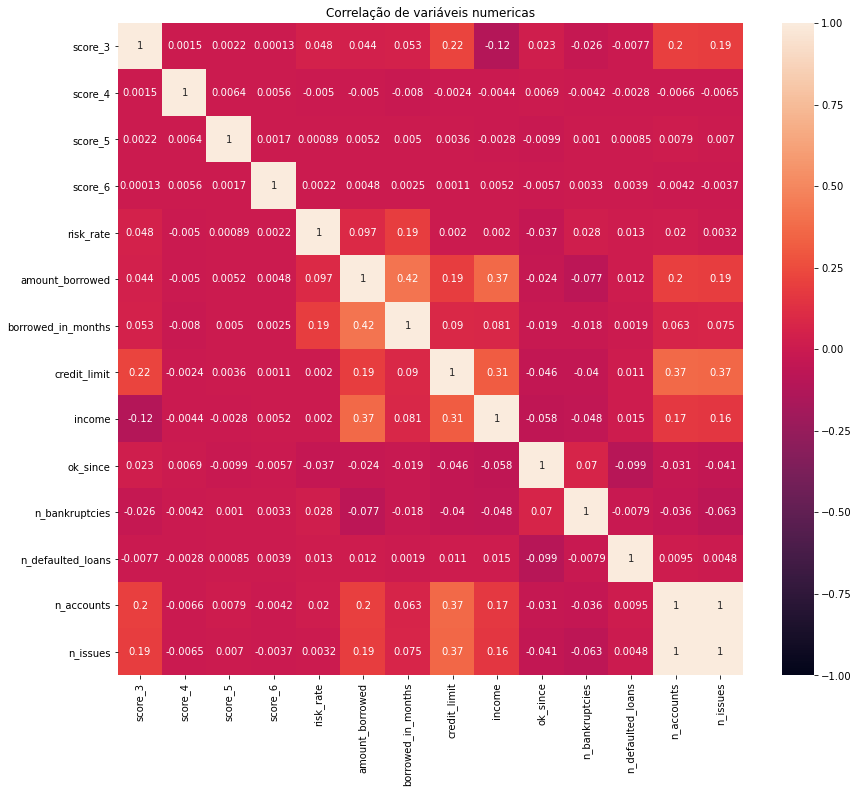 Correlação de variáveis numericas
score_3 1 0.0015 0.0022 0.00013 0.048 0.044 0.053 0.22 -0.12 0.023 -0.026 -0.0077 0.2 0.19
score_4 0.0015 1 0.0064 0.0056 -0.005 -0.005 -0.008 -0.0024 -0.0044 0.0069 -0.0042 -0.0028 -0.0066 -0.0065
score_5 0.0022 0.0064 1 0.0017 0.00089 0.0052 0.005 0.0036 -0.0028 -0.0099 0.001 0.00085 0.0079 0.007
score_6 0.00013 0.0056 0.0017 1 0.0022 0.0048 0.0025 0.0011 0.0052 -0.0057 0.0033 0.0039 -0.0042 -0.0037
risk_rate 0.048 -0.005 0.00089 0.0022 1 0.097 0.19 0.002 0.002 -0.037 0.028 0.013 0.02 0.0032
amount_borrowed 0.044 -0.005 0.0052 0.0048 0.097 1 0.42 0.19 0.37 -0.024 -0.077 0.012 0.2 0.19
borrowed_in_months 0.053 -0.008 0.005 0.0025 0.19 0.42 1 0.09 0.081 -0.019 -0.018 0.0019 0.063 0.075
credit_limit 0.22 -0.0024 0.0036 0.0011 0.002 0.19 0.09 1 0.31 -0.046 -0.04 0.011 0.37 0.37
income -0.12 -0.0044 -0.0028 0.0052 0.002 0.37 0.081 0.31 1 -0.058 -0.048 0.015 0.17 0.16
ok_since 0.023 0.0069 -0.0099 -0.0057 -0.037 -0.024 -0.019 -0.046 -0.058 1 0.07 -0.099 -0.031 -0.041
n_bankruptcies -0.026 -0.0042 0.001 0.0033 0.028 -0.077 -0.018 -0.04 -0.048 0.07 1 -0.0079 -0.036 -0.063
n_defaulted_loans -0.0077 -0.0028 0.00085 0.0039 0.013 0.012 0.0019 0.011 0.015 -0.099 -0.0079 1 0.0095 0.0048
n_accounts 0.2 -0.0066 0.0079 -0.0042 0.02 0.2 0.063 0.37 0.17 -0.031 -0.036 0.0095 1 1
n_issues 0.19 -0.0065 0.007 -0.0037 0.0032 0.19 0.075 0.37 0.16 -0.041 -0.063 0.0048 1 1
score_3 score_4 score_5 score_6 risk_rate amount_borrowed borrowed_in_months credit_limit income ok_since n_bankruptcies n_defaulted_loans n_accounts n_issues
1.00
0.75
0.50
0.25
0.00
−0.25
−0.50
−0.75
−1.00